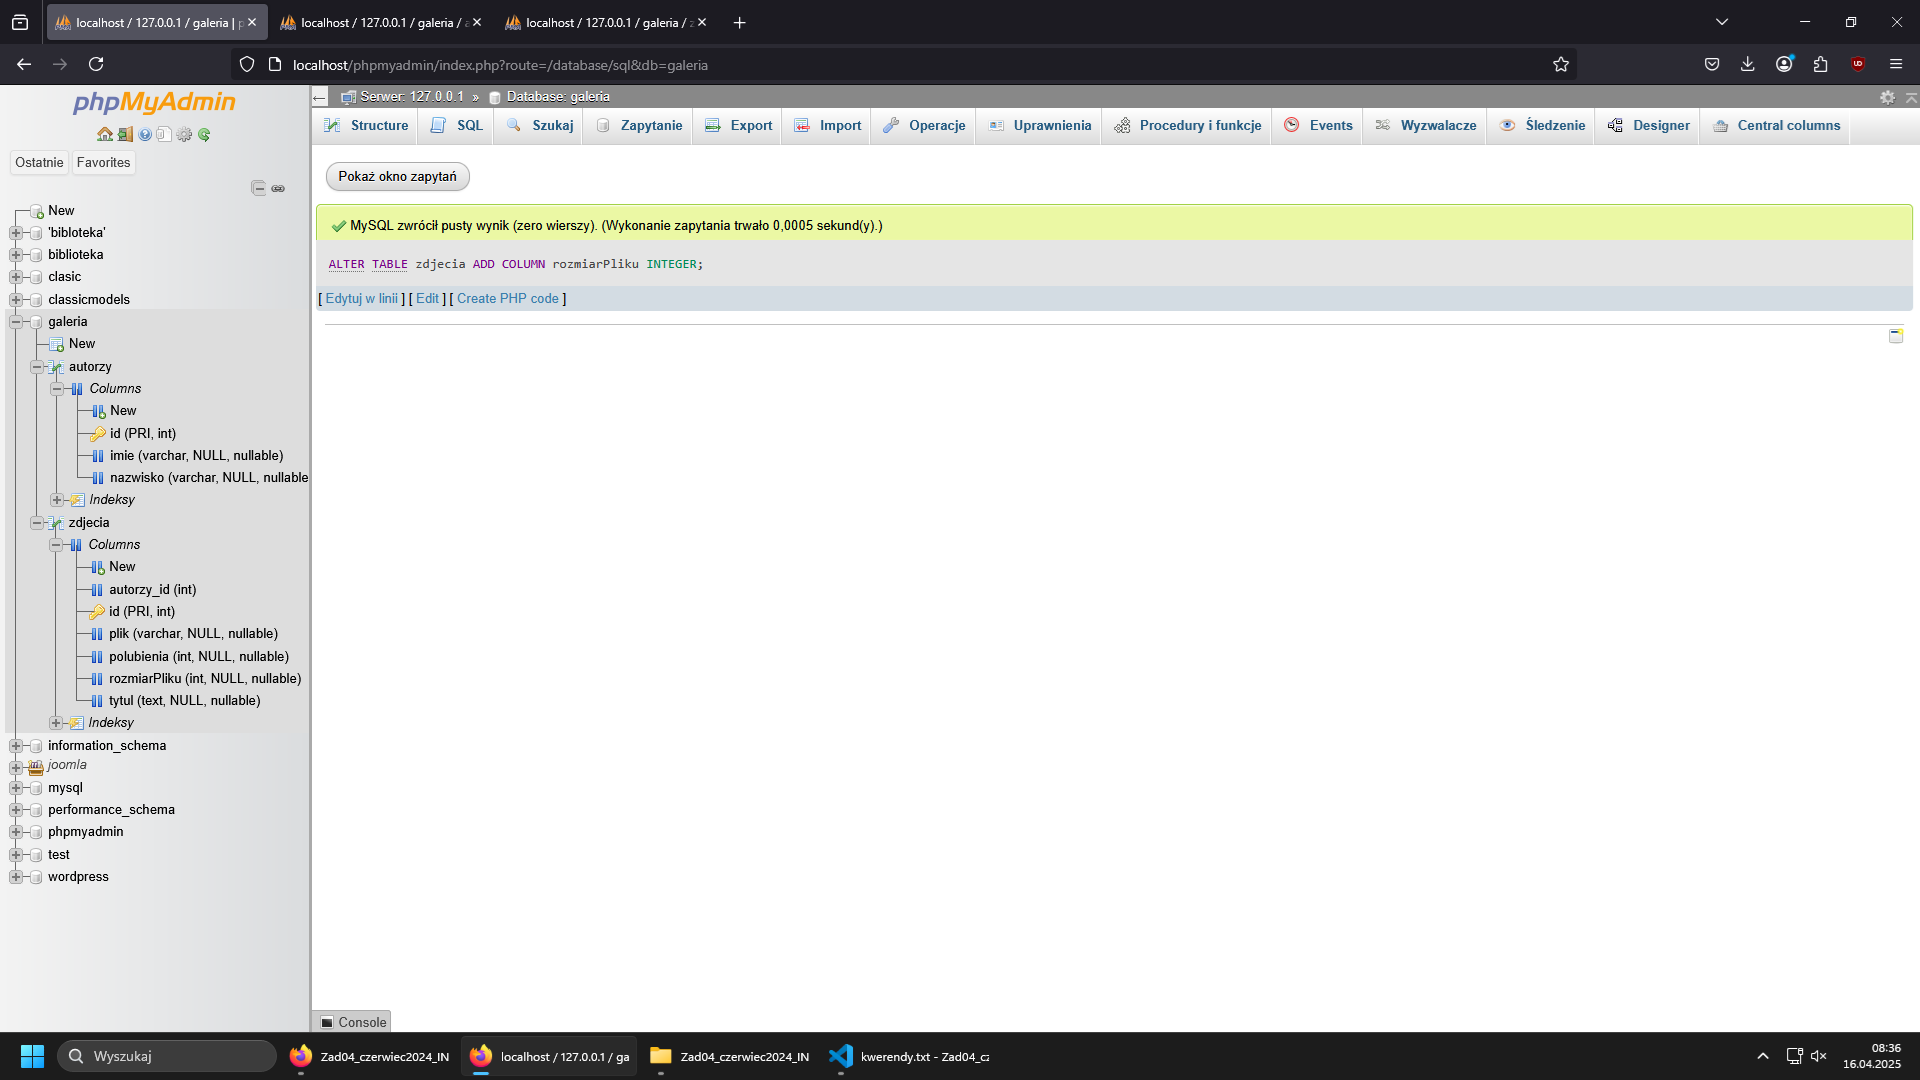 localhost / 127.0.0.1 / galeria | p
localhost / 127.0.0.1 / galeria / a
localhost / 127.0.0.1 / galeria / z
localhost/phpmyadmin/index.php?route=/database/sql&db=galeria
phpMyAdmin
Ostatnie
Favorites
New
'bibloteka'
biblioteka
clasic
classicmodels
galeria
New
autorzy
Columns
New
id (PRI, int)
imie (varchar, NULL, nullable)
nazwisko (varchar, NULL, nullable
Indeksy
zdjecia
Columns
New
autorzy_id (int)
id (PRI, int)
plik (varchar, NULL, nullable)
polubienia (int, NULL, nullable)
rozmiarPliku (int, NULL, nullable)
tytul (text, NULL, nullable)
Indeksy
information_schema
joomla
mysql
performance_schema
phpmyadmin
test
wordpress
Serwer: 127.0.0.1 » Database: galeria
Structure SQL Szukaj Zapytanie Export Import Operacje Uprawnienia Procedury i funkcje Events Wyzwalacze Śledzenie Designer Central columns
Pokaż okno zapytań
MySQL zwrócił pusty wynik (zero wierszy). (Wykonanie zapytania trwało 0,0005 sekund(y).)
ALTER TABLE zdjecia ADD COLUMN rozmiarPliku INTEGER;
[ Edytuj w linii ] [ Edit ] [ Create PHP code ]
Console
Wyszukaj
Zad04_czerwiec2024_IN
localhost / 127.0.0.1 / ga
Zad04_czerwiec2024_IN
kwerendy.txt - Zad04_cz
08:36
16.04.2025